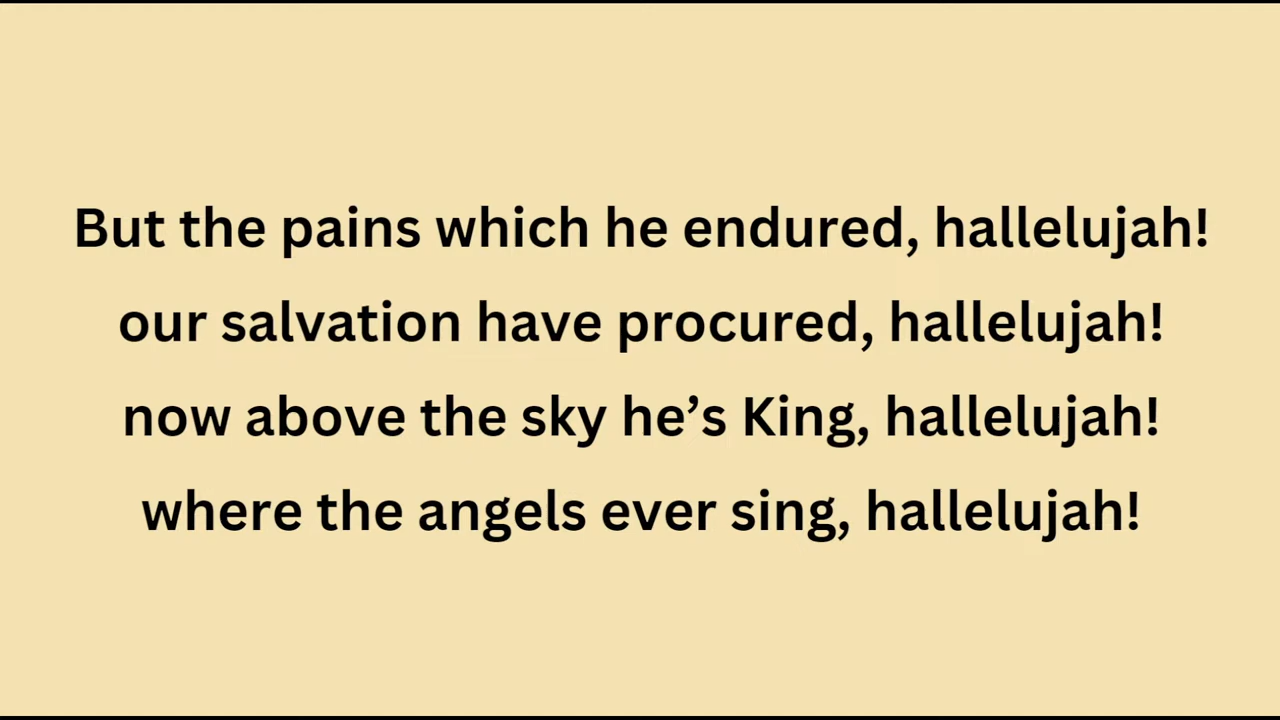 But the pains which he endured, hallelujah!
our salvation have procured, hallelujah!
now above the sky he’s King, hallelujah!
where the angels ever sing, hallelujah!